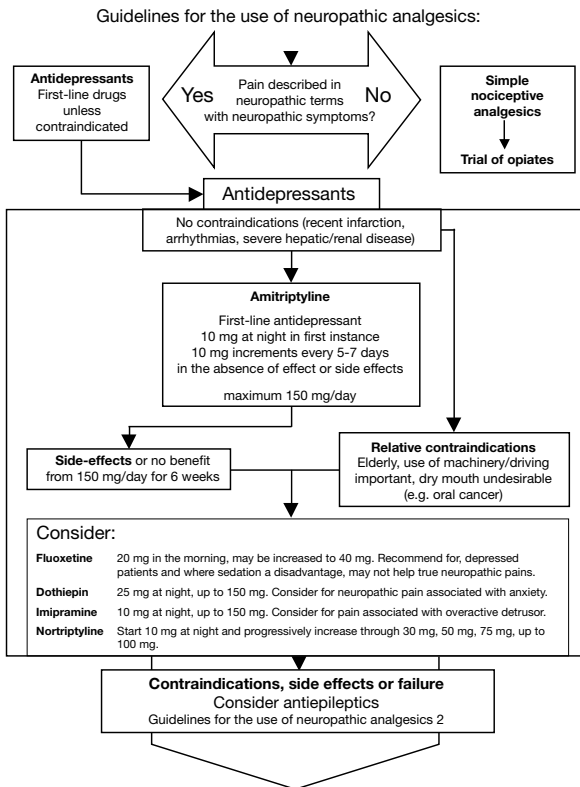 Guidelines for the use of neuropathic analgesics:
Antidepressants
First-line drugs
unless
contraindicated
Yes
Pain described in
neuropathic terms
with neuropathic symptoms?
No
Simple
nociceptive
analgesics
Trial of opiates
Antidepressants
No contraindications (recent infarction,
arrhythmias, severe hepatic/renal disease)
Amitriptyline
First-line antidepressant
10 mg at night in first instance
10 mg increments every 5-7 days
in the absence of effect or side effects
maximum 150 mg/day
Side-effects or no benefit
from 150 mg/day for 6 weeks
Relative contraindications
Elderly, use of machinery/driving
important, dry mouth undesirable
(e.g. oral cancer)
Consider:
Fluoxetine 20 mg in the morning, may be increased to 40 mg. Recommend for, depressed
patients and where sedation a disadvantage, may not help true neuropathic pains.
Dothiepin 25 mg at night, up to 150 mg. Consider for neuropathic pain associated with anxiety.
Imipramine 10 mg at night, up to 150 mg. Consider for pain associated with overactive detrusor.
Nortriptyline Start 10 mg at night and progressively increase through 30 mg, 50 mg, 75 mg, up to
100 mg.
Contraindications, side effects or failure
Consider antiepileptics
Guidelines for the use of neuropathic analgesics 2